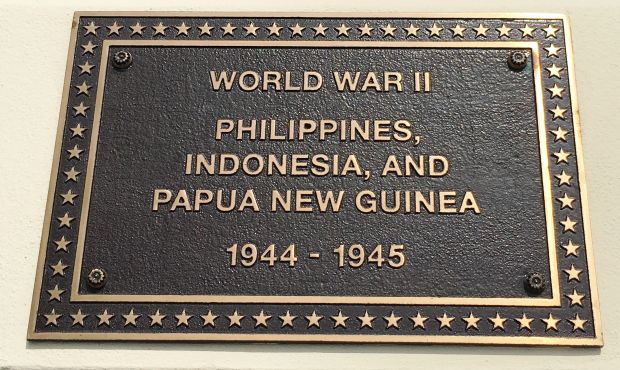 WORLD WAR II
PHILIPPINES,
INDONESIA, AND
PAPUA NEW GUINEA
1944 - 1945